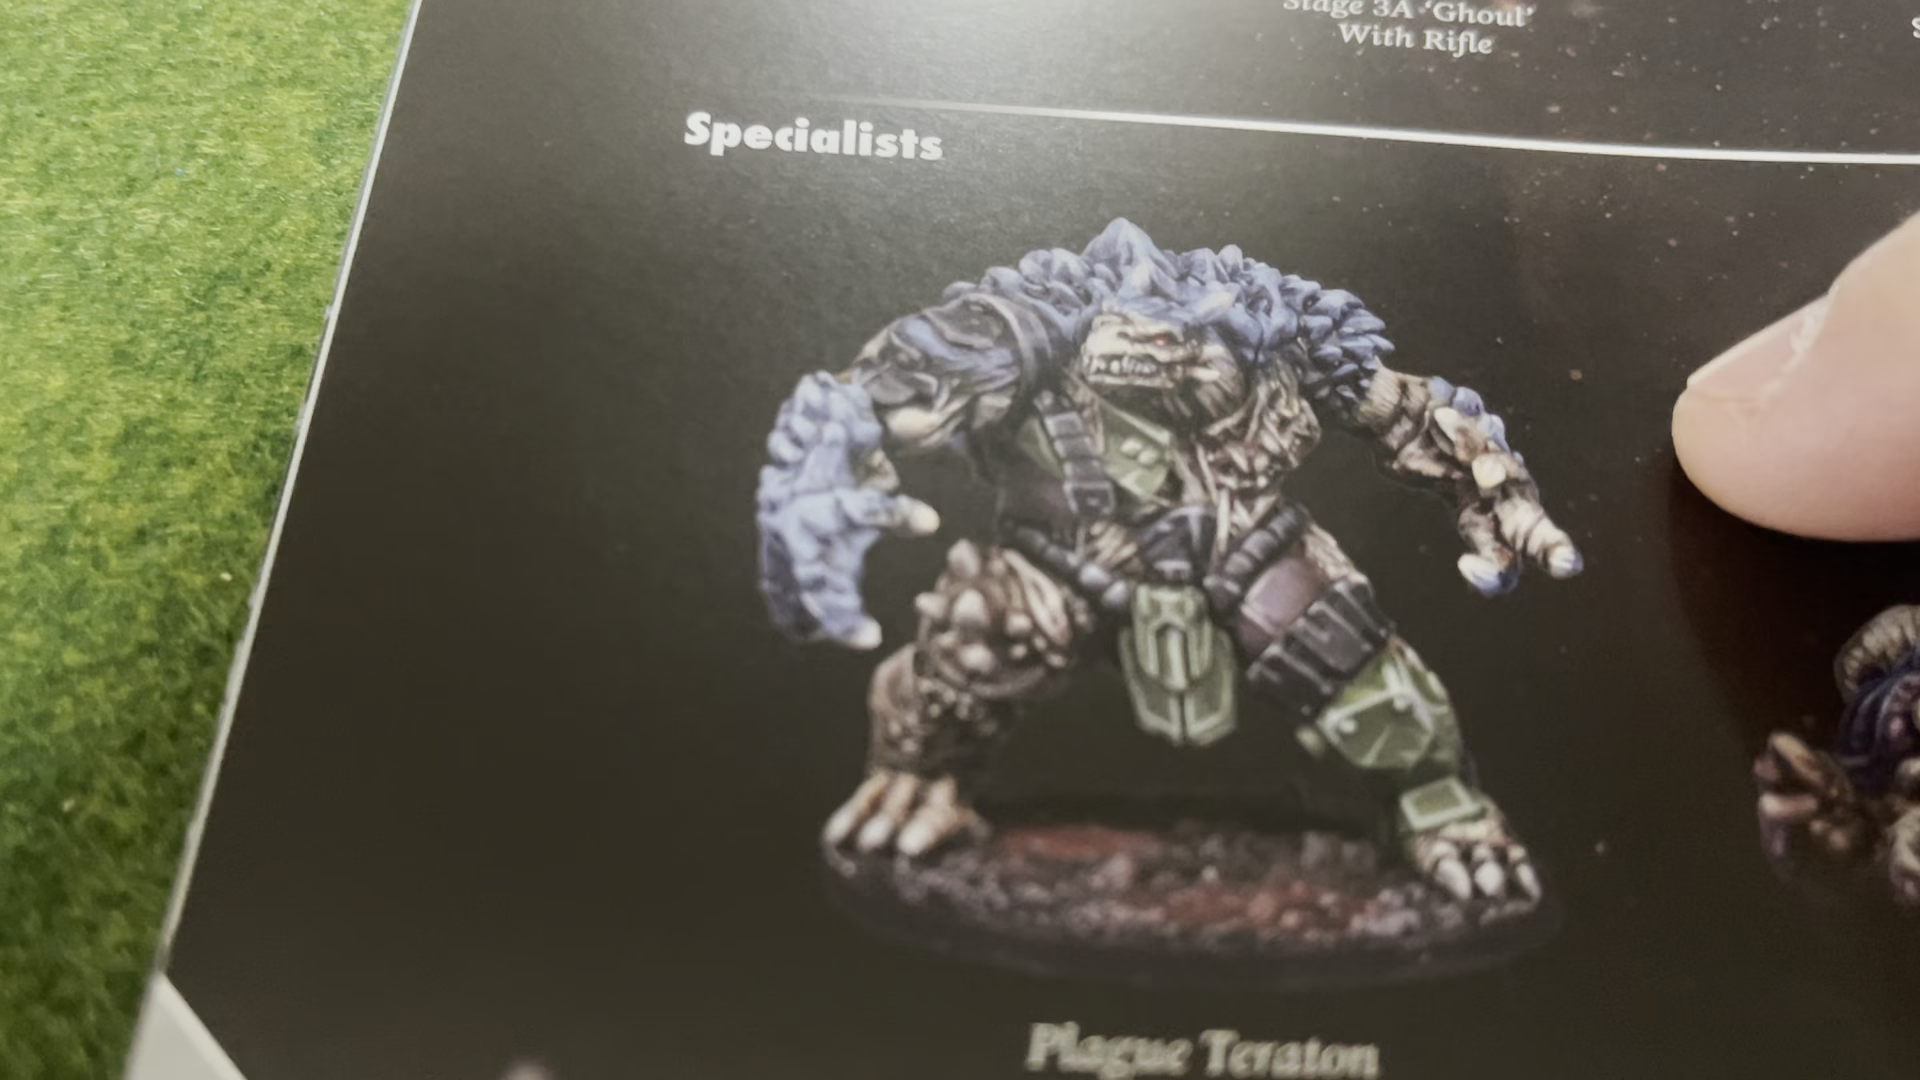 Stage 3A ‘Ghoul’
With Rifle
Specialists
Plague Teraton